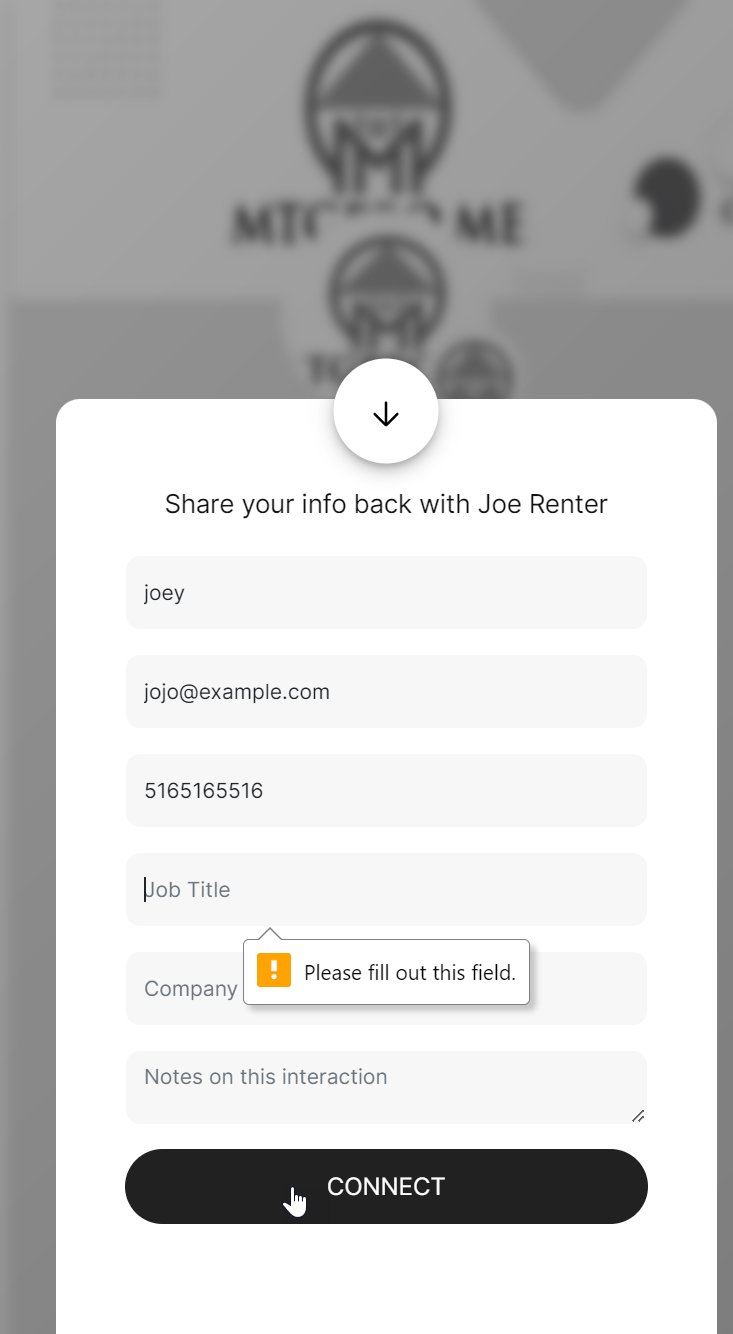 Share your info back with Joe Renter
joey
jojo@example.com
5165165516
Job Title
Please fill out this field.
Company
Notes on this interaction
CONNECT